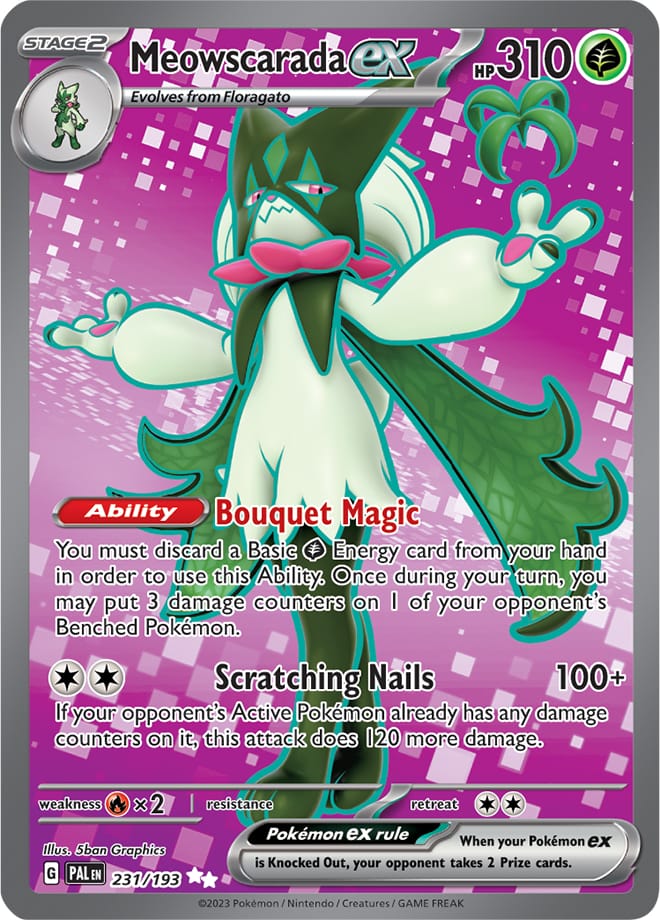 STAGE2
Meowscarada ex HP310
Evolves from Floragato
Ability Bouquet Magic
You must discard a Basic Energy card from your hand
in order to use this Ability. Once during your turn, you
may put 3 damage counters on 1 of your opponent's
Benched Pokémon.
Scratching Nails 100+
If your opponent's Active Pokémon already has any damage
counters on it, this attack does 120 more damage.
weakness ×2 resistance retreat
Illus. 5ban Graphics
Pokémon ex rule When your Pokémon ex
is Knocked Out, your opponent takes 2 Prize cards.
G PAL EN 231/193
©2023 Pokémon / Nintendo / Creatures / GAME FREAK